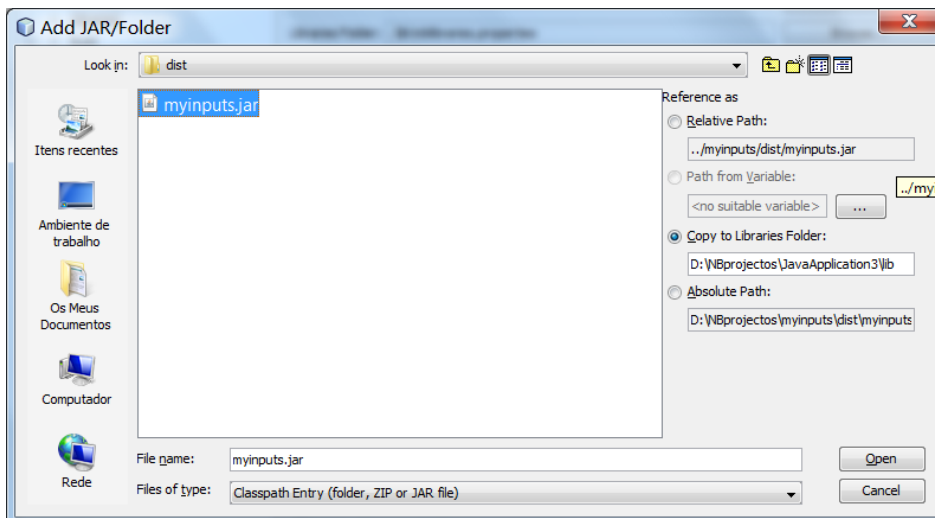 Add JAR/Folder
Look in:
dist
Itens recentes
Ambiente de
trabalho
Os Meus
Documentos
Computador
Rede
myinputs.jar
Reference as
Relative Path:
../myinputs/dist/myinputs.jar
Path from Variable:
../my
<no suitable variable>
...
Copy to Libraries Folder:
D:\NBprojectos\JavaApplication3\lib
Absolute Path:
D:\NBprojectos\myinputs\dist\myinputs
File name:
myinputs.jar
Open
Files of type:
Classpath Entry (folder, ZIP or JAR file)
Cancel